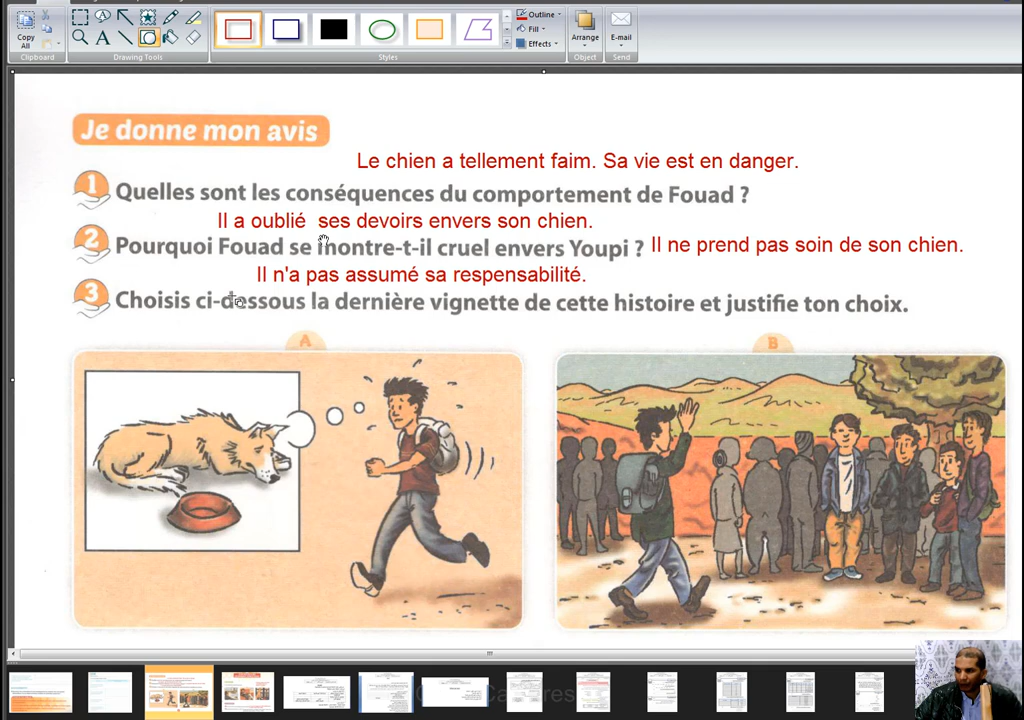 Copy
All
Clipboard
Drawing Tools
Styles
Outline
Fill
Effects
Arrange
Object
E-mail
Send
Je donne mon avis
Le chien a tellement faim. Sa vie est en danger.
1 Quelles sont les conséquences du comportement de Fouad ?
Il a oublié ses devoirs envers son chien.
2 Pourquoi Fouad se montre-t-il cruel envers Youpi ? Il ne prend pas soin de son chien.
Il n'a pas assumé sa respensabilité.
3 Choisis ci-dessous la dernière vignette de cette histoire et justifie ton choix.
A
B